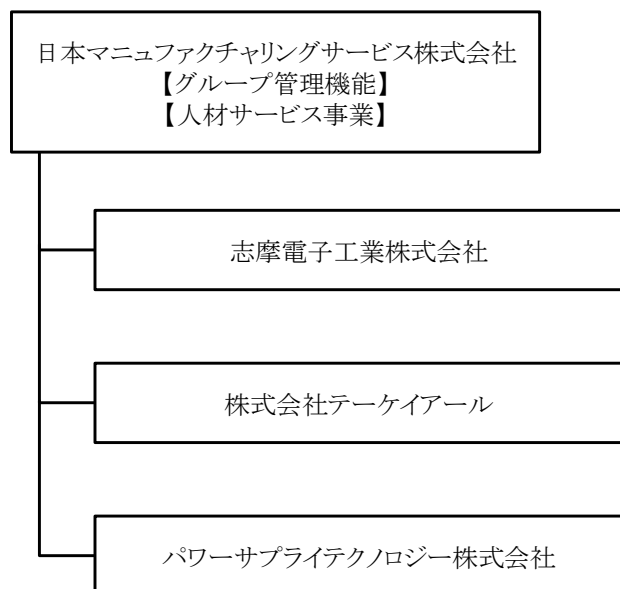 日本マニュファクチャリングサービス株式会社
【グループ管理機能】
【人材サービス事業】
志摩電子工業株式会社
株式会社テーケイアール
パワーサプライテクノロジー株式会社